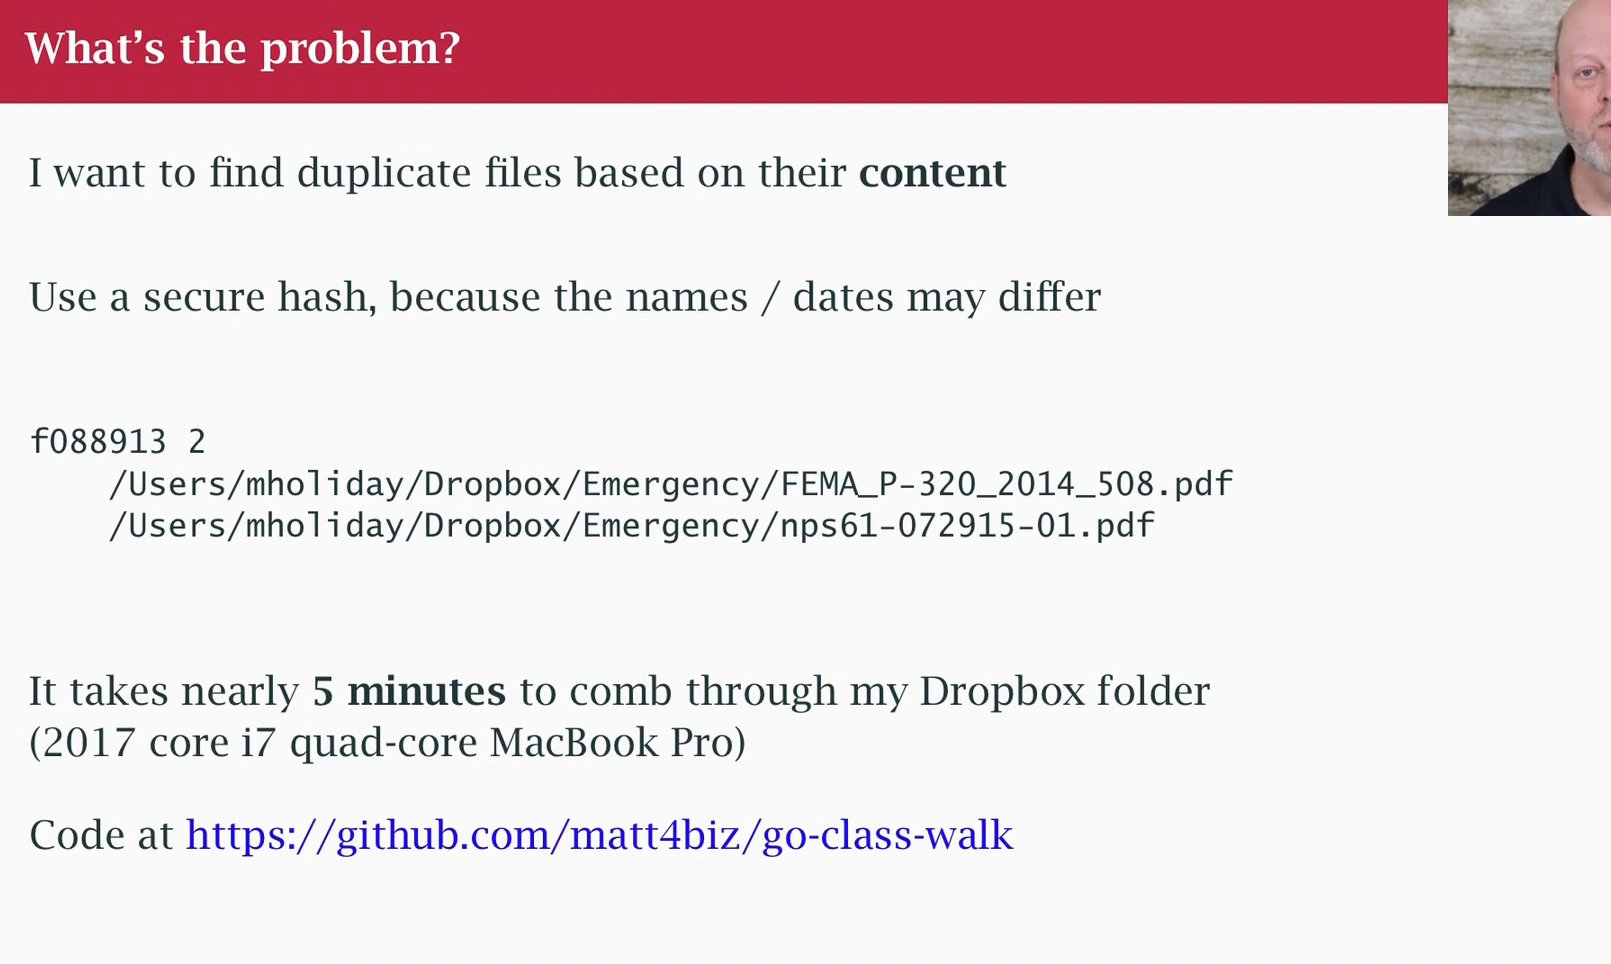 What’s the problem?
I want to find duplicate files based on their content
Use a secure hash, because the names / dates may differ
f088913 2
/Users/mholiday/Dropbox/Emergency/FEMA_P-320_2014_508.pdf
/Users/mholiday/Dropbox/Emergency/nps61-072915-01.pdf
It takes nearly 5 minutes to comb through my Dropbox folder
(2017 core i7 quad-core MacBook Pro)
Code at https://github.com/matt4biz/go-class-walk